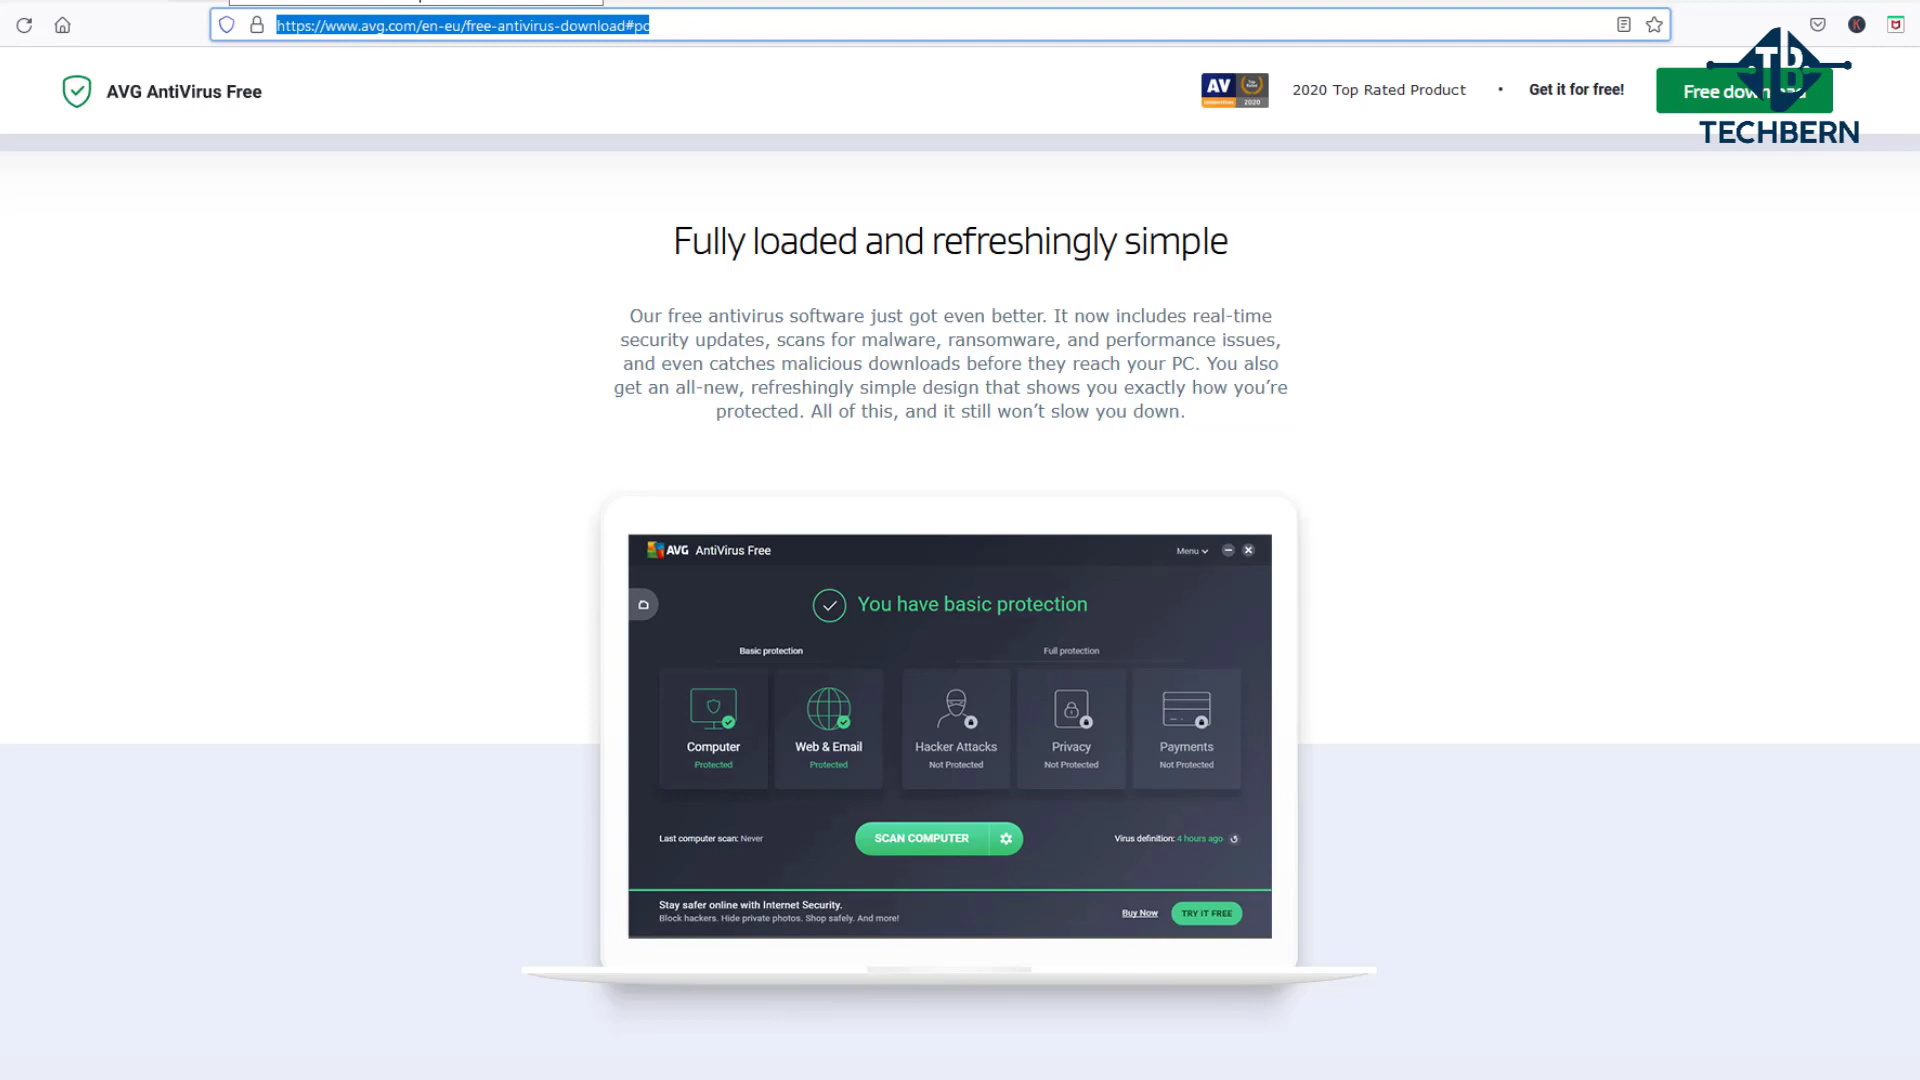 https://www.avg.com/en-eu/free-antivirus-download#pc
AVG AntiVirus Free
AV
Top Rated
2020
2020 Top Rated Product
•
Get it for free!
Free download
TB
TECHBERN
Fully loaded and refreshingly simple
Our free antivirus software just got even better. It now includes real-time
security updates, scans for malware, ransomware, and performance issues,
and even catches malicious downloads before they reach your PC. You also
get an all-new, refreshingly simple design that shows you exactly how you’re
protected. All of this, and it still won’t slow you down.
AVG AntiVirus Free
Menu
You have basic protection
Basic protection
Full protection
Computer
Protected
Web & Email
Protected
Hacker Attacks
Not Protected
Privacy
Not Protected
Payments
Not Protected
Last computer scan: Never
SCAN COMPUTER
Virus definition: 4 hours ago
Stay safer online with Internet Security.
Block hackers. Hide private photos. Shop safely. And more!
Buy Now
TRY IT FREE